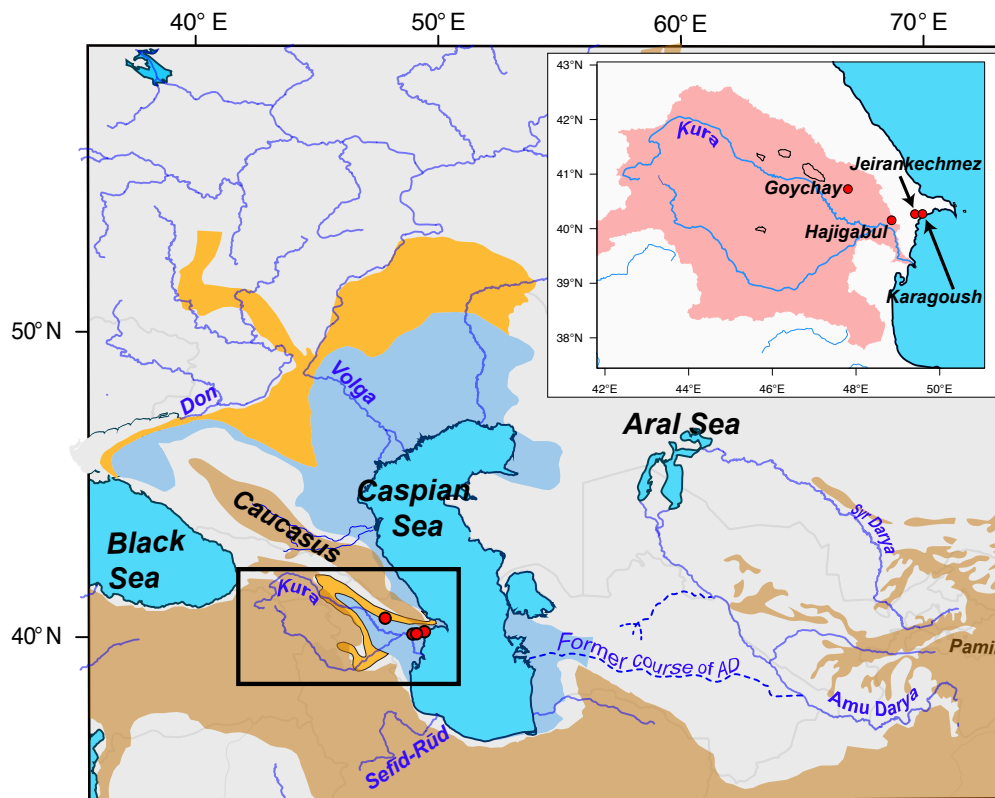 40° E
50° E
60° E
70° E
50° N
40° N
43°N
42°N
41°N
40°N
39°N
38°N
42°E
44°E
46°E
48°E
50°E
Kura
Jeirankechmez
Goychay
Hajigabul
Karagoush
Don
Volga
Aral Sea
Caspian
Sea
Caucasus
Black
Sea
Kura
Syr Darya
Former course of AD
Pami
Amu Darya
Sefid-Rūd